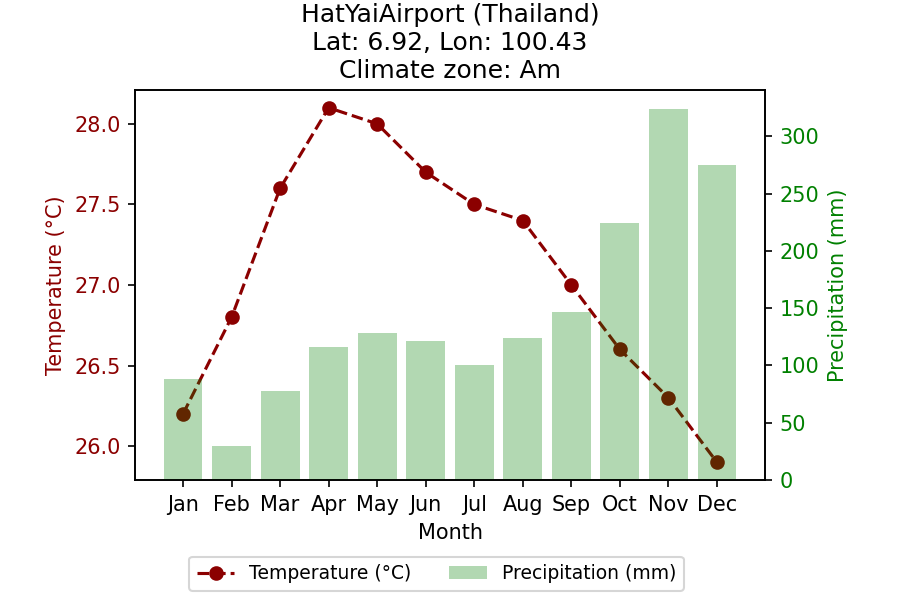 HatYaiAirport (Thailand)
Lat: 6.92, Lon: 100.43
Climate zone: Am
28.0
27.5
27.0
26.5
26.0
Temperature (°C)
300
250
200
150
100
50
0
Precipitation (mm)
Jan Feb Mar Apr May Jun Jul Aug Sep Oct Nov Dec
Month
Temperature (°C) Precipitation (mm)